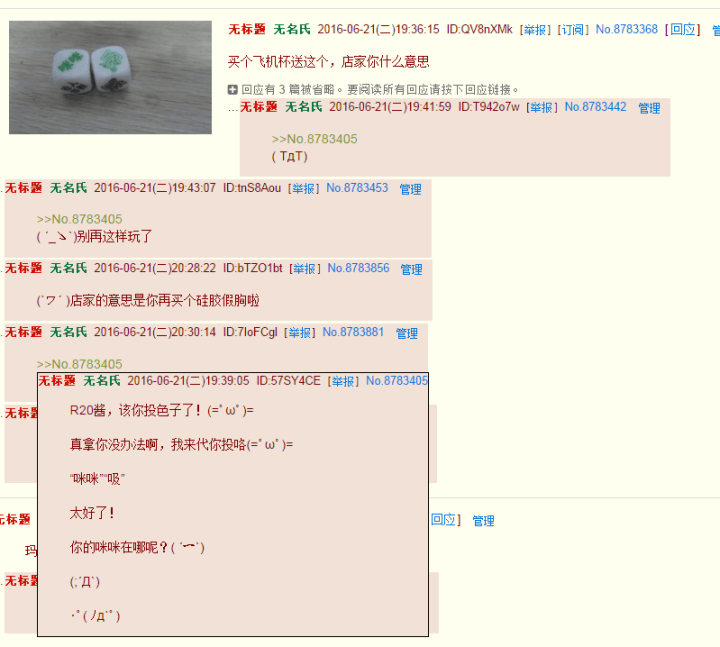 无标题 无名氏 2016-06-21(二)19:36:15 ID:QV8nXMk [举报] [订阅] No.8783368 [回应]
买个飞机杯送这个，店家你什么意思
回应有 3 篇被省略。要阅读所有回应请按下回应链接。
…无标题 无名氏 2016-06-21(二)19:41:59 ID:T942o7w [举报] No.8783442 管理
>>No.8783405
( TдT)
无标题 无名氏 2016-06-21(二)19:43:07 ID:tnS8Aou [举报] No.8783453 管理
>>No.8783405
( ´_ゝ`)别再这样玩了
无标题 无名氏 2016-06-21(二)20:28:22 ID:bTZO1bt [举报] No.8783856 管理
(`ヮ´ )店家的意思是你再买个硅胶假胸啦
无标题 无名氏 2016-06-21(二)20:30:14 ID:7IoFCgI [举报] No.8783881 管理
>>No.8783405
无标题 无名氏 2016-06-21(二)19:39:05 ID:57SY4CE [举报] No.8783405
R20酱，该你投色子了！(=ﾟωﾟ)=
真拿你没办法啊，我来代你投咯(=ﾟωﾟ)=
“咪咪”“吸”
太好了！
你的咪咪在哪呢？( ´一`)
(;´Д`)
･ﾟ( ﾉд`ﾟ)
无标
无标题
回应] 管理
玛
无标